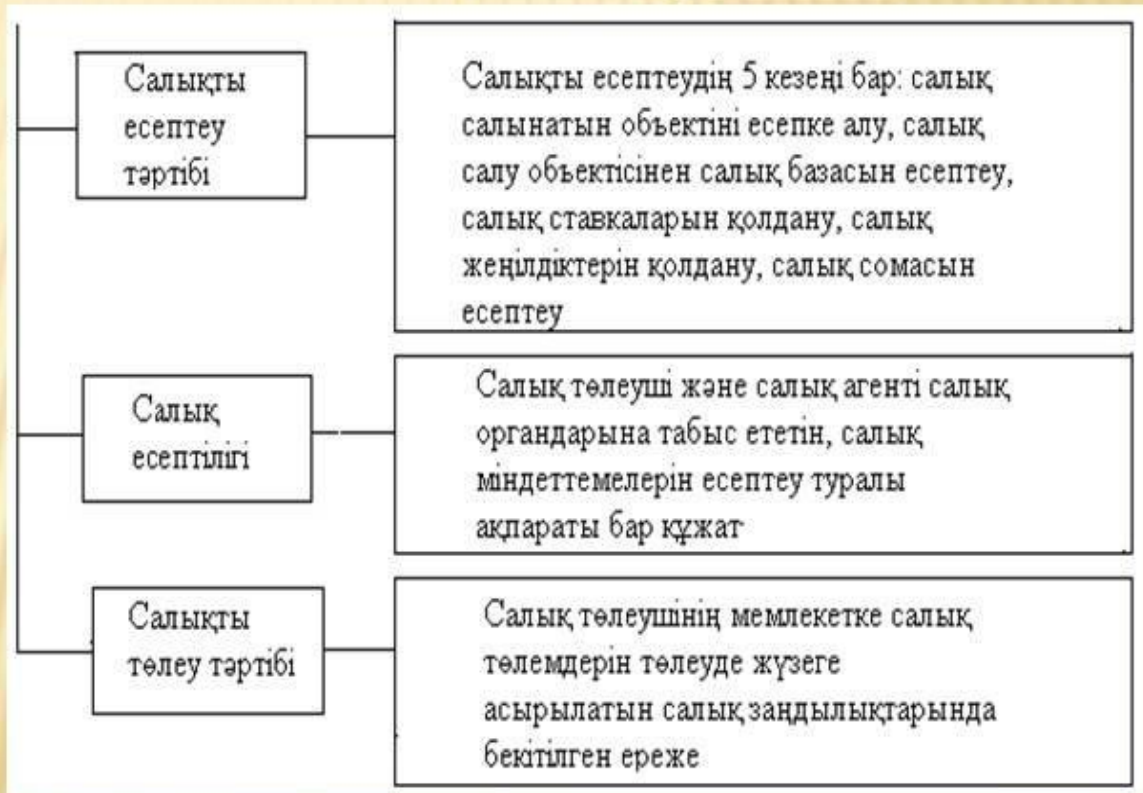 Салықты
есептеу
тәртібі
Салықты есептеудің 5 кезеңі бар: салық
салынатын объектіні есепке алу, салық
салу объектісінен салық базасын есептеу,
салық ставкаларын қолдану, салық
жеңілдіктерін қолдану, салық сомасын
есептеу
Салық
есептілігі
Салық төлеуші және салық агенті салық
органдарына табыс ететін, салық
міндеттемелерін есептеу туралы
ақпараты бар құжат
Салықты
төлеу тәртібі
Салық төлеушінің мемлекетке салық
төлемдерін төлеуде жүзеге
асырылатын салық заңдылықтарында
бекітілген ереже